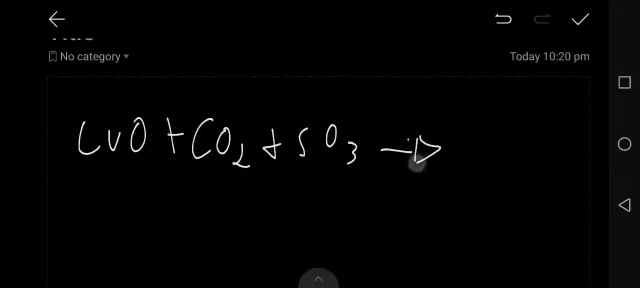 No category
Today 10:20 pm
CuO + CO2 + SO3 →